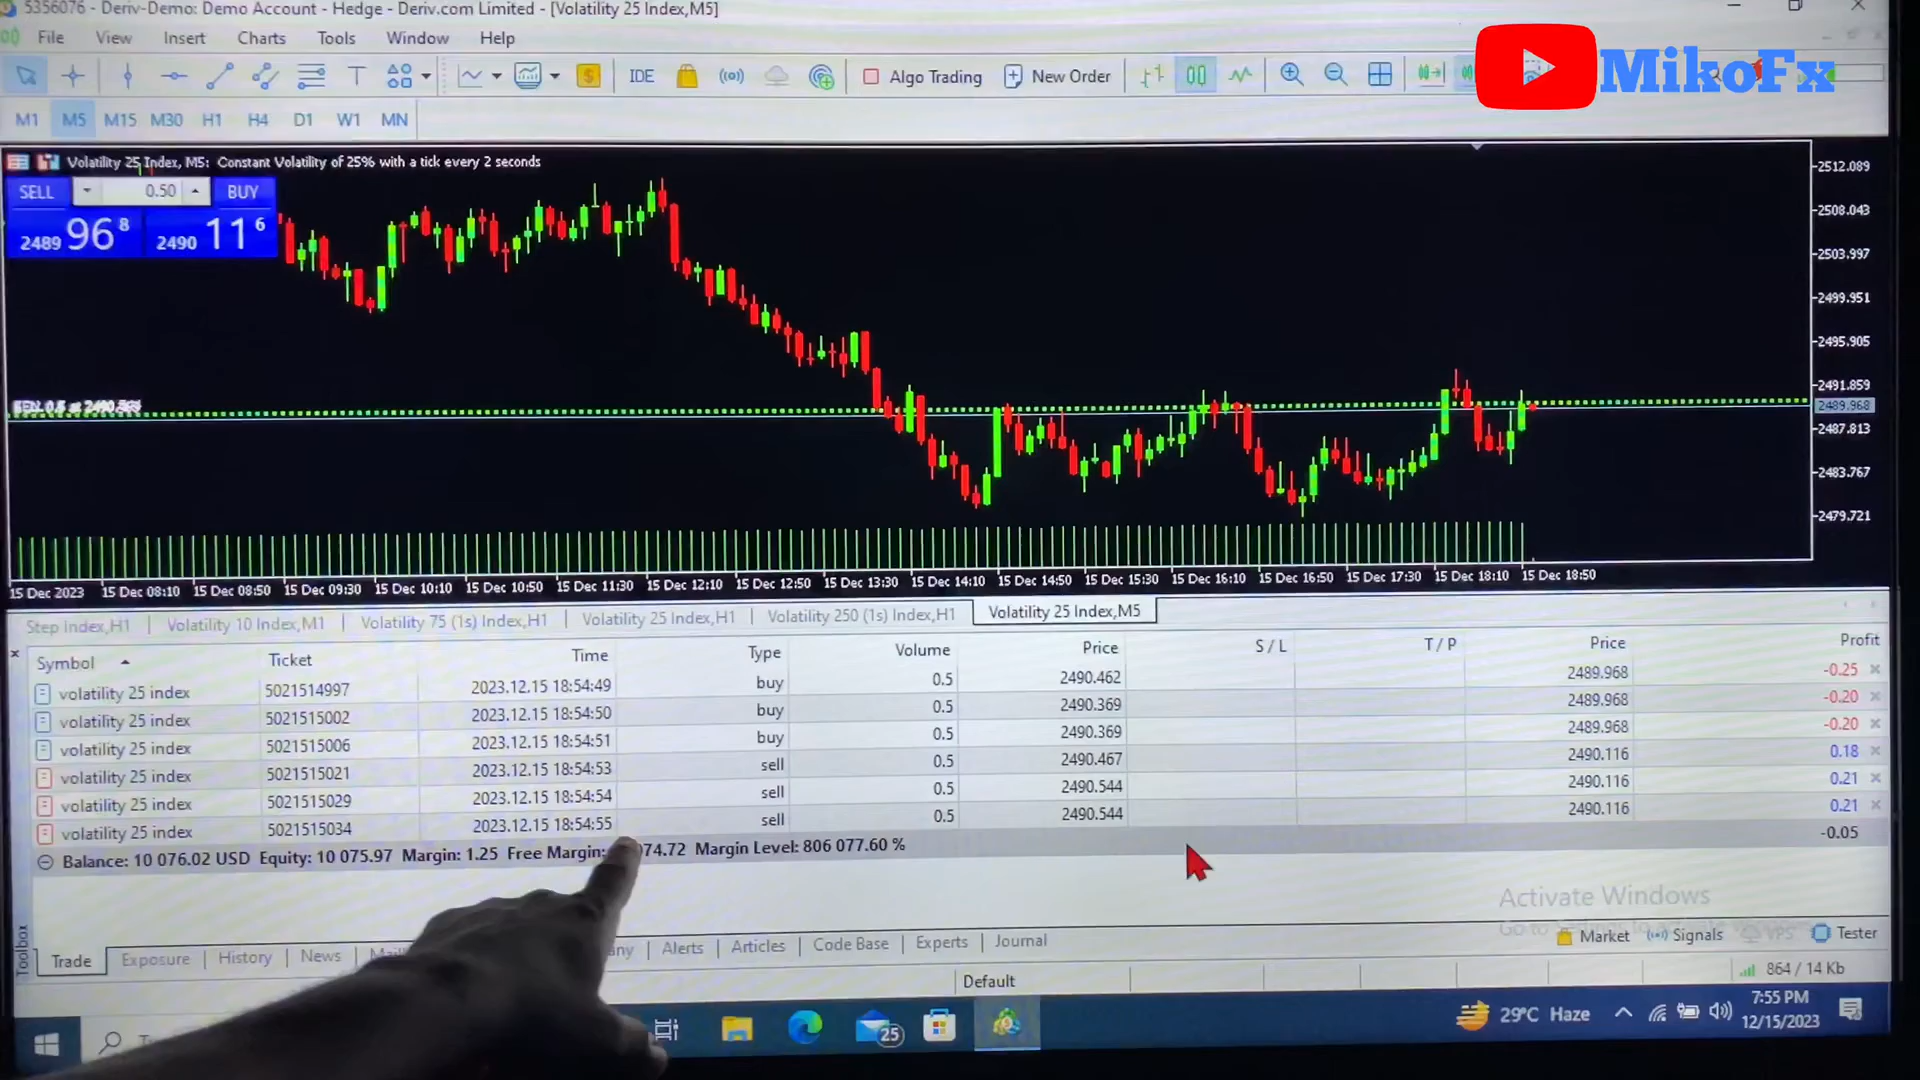 5356076 - Deriv-Demo: Demo Account - Hedge - Deriv.com Limited - [Volatility 25 Index,M5]
File View Insert Charts Tools Window Help
IDE Algo Trading New Order
MikoFx
M1 M5 M15 M30 H1 H4 D1 W1 MN
Volatility 25 Index, M5: Constant Volatility of 25% with a tick every 2 seconds
SELL 0.50 BUY
2489 96 8 2490 11 6
2512.089
2508.043
2503.997
2499.951
2495.905
2491.859
2489.968
2487.813
2483.767
2479.721
15 Dec 2023 15 Dec 08:10 15 Dec 08:50 15 Dec 09:30 15 Dec 10:10 15 Dec 10:50 15 Dec 11:30 15 Dec 12:10 15 Dec 12:50 15 Dec 13:30 15 Dec 14:10 15 Dec 14:50 15 Dec 15:30 15 Dec 16:10 15 Dec 16:50 15 Dec 17:30 15 Dec 18:10 15 Dec 18:50
Step Index,H1 Volatility 10 Index,M1 Volatility 75 (1s) Index,H1 Volatility 25 Index,H1 Volatility 250 (1s) Index,H1 Volatility 25 Index,M5
Symbol Ticket Time Type Volume Price S / L T / P Price Profit
volatility 25 index 5021514997 2023.12.15 18:54:49 buy 0.5 2490.462 2489.968 -0.25
volatility 25 index 5021515002 2023.12.15 18:54:50 buy 0.5 2490.369 2489.968 -0.20
volatility 25 index 5021515006 2023.12.15 18:54:51 buy 0.5 2490.369 2489.968 -0.20
volatility 25 index 5021515021 2023.12.15 18:54:53 sell 0.5 2490.467 2490.116 0.18
volatility 25 index 5021515029 2023.12.15 18:54:54 sell 0.5 2490.544 2490.116 0.21
volatility 25 index 5021515034 2023.12.15 18:54:55 sell 0.5 2490.544 2490.116 0.21
Balance: 10 076.02 USD Equity: 10 075.97 Margin: 1.25 Free Margin: 74.72 Margin Level: 806 077.60 % -0.05
Activate Windows
Market Signals VPS Tester
Toolbox
Trade Exposure History News Alerts Articles Code Base Experts Journal
Default 864 / 14 Kb
25 29°C Haze 7:55 PM
12/15/2023